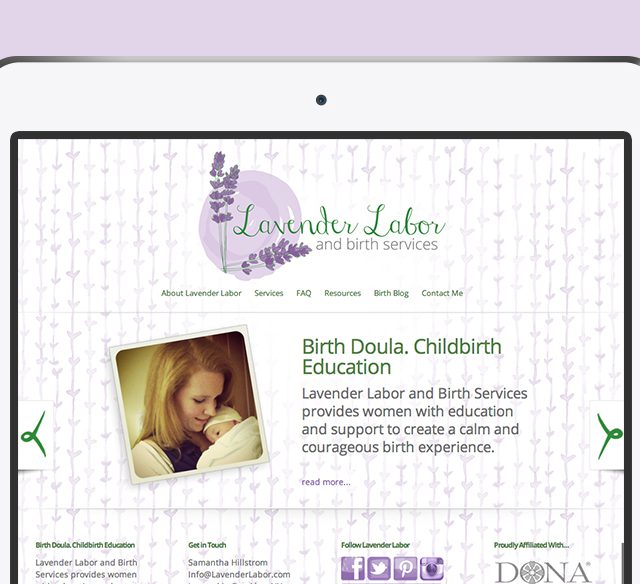 Lavender Labor
and birth services
About Lavender Labor Services FAQ Resources Birth Blog Contact Me
Birth Doula. Childbirth
Education
Lavender Labor and Birth Services
provides women with education
and support to create a calm and
courageous birth experience.
read more...
Birth Doula. Childbirth Education
Lavender Labor and Birth
Services provides women
Get in Touch
Samantha Hillstrom
Info@LavenderLabor.com
Follow Lavender Labor
Proudly Affiliated With...
DONA